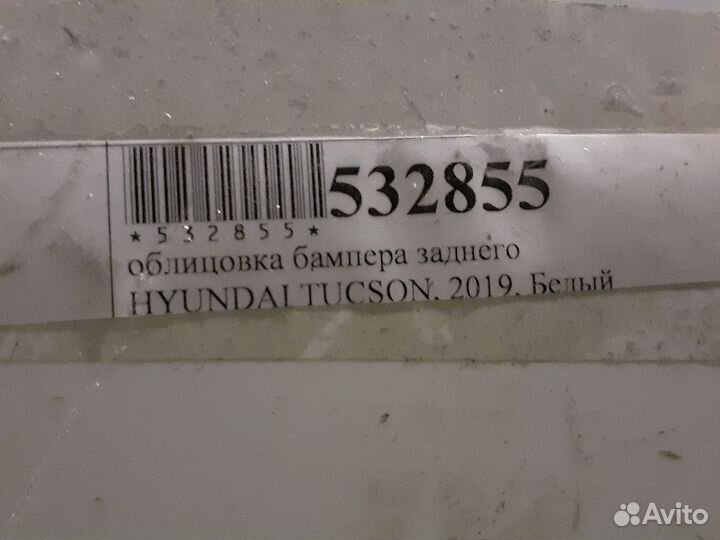 532855
*532855*
облицовка бампера заднего
HYUNDAI TUCSON, 2019, Белый
Avito